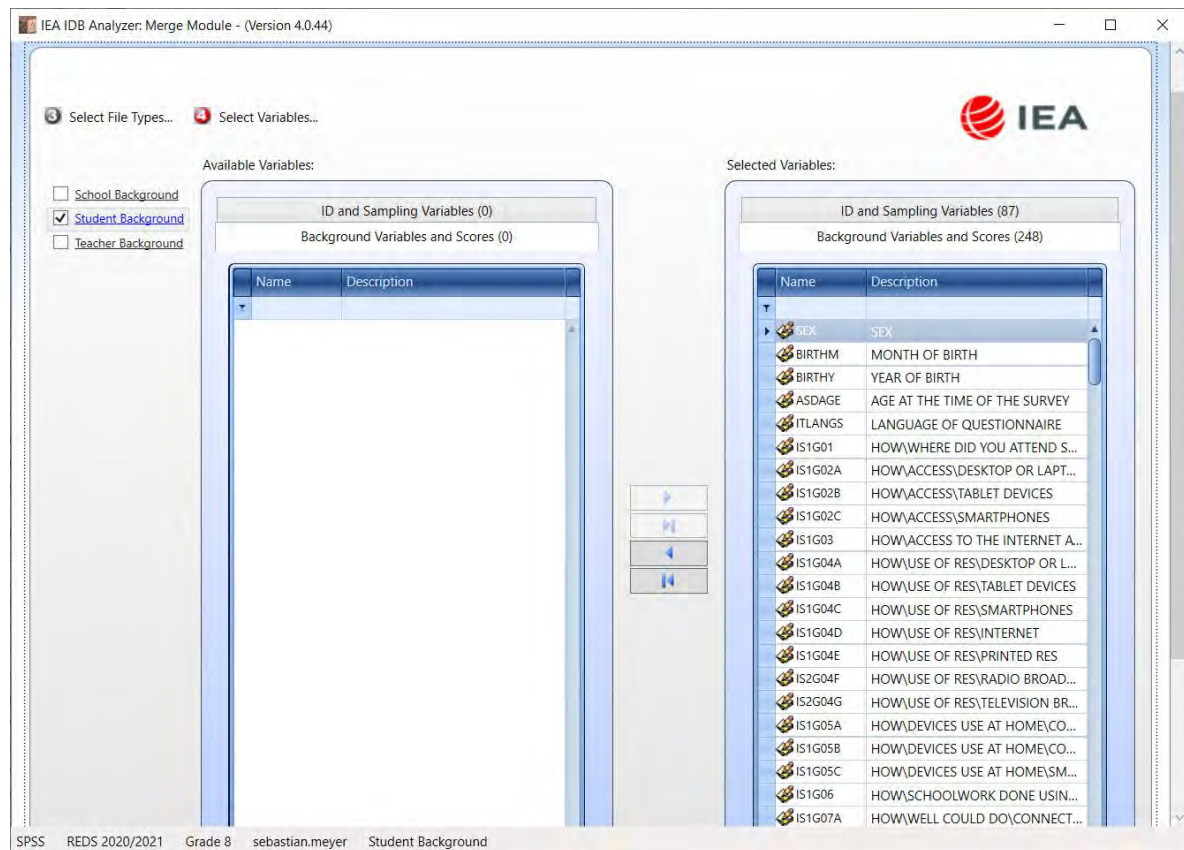 IEA IDB Analyzer: Merge Module - (Version 4.0.44)
3 Select File Types... 4 Select Variables...
IEA
Available Variables:
Selected Variables:
School Background
Student Background
Teacher Background
ID and Sampling Variables (0)
Background Variables and Scores (0)
Name Description
ID and Sampling Variables (87)
Background Variables and Scores (248)
Name Description
SEX SEX
BIRTHM MONTH OF BIRTH
BIRTHY YEAR OF BIRTH
ASDAGE AGE AT THE TIME OF THE SURVEY
ITLANGS LANGUAGE OF QUESTIONNAIRE
IS1G01 HOW\WHERE DID YOU ATTEND S...
IS1G02A HOW\ACCESS\DESKTOP OR LAPT...
IS1G02B HOW\ACCESS\TABLET DEVICES
IS1G02C HOW\ACCESS\SMARTPHONES
IS1G03 HOW\ACCESS TO THE INTERNET A...
IS1G04A HOW\USE OF RES\DESKTOP OR L...
IS1G04B HOW\USE OF RES\TABLET DEVICES
IS1G04C HOW\USE OF RES\SMARTPHONES
IS1G04D HOW\USE OF RES\INTERNET
IS1G04E HOW\USE OF RES\PRINTED RES
IS2G04F HOW\USE OF RES\RADIO BROAD...
IS2G04G HOW\USE OF RES\TELEVISION BR...
IS1G05A HOW\DEVICES USE AT HOME\CO...
IS1G05B HOW\DEVICES USE AT HOME\CO...
IS1G05C HOW\DEVICES USE AT HOME\SM...
IS1G06 HOW\SCHOOLWORK DONE USIN...
IS1G07A HOW\WELL COULD DO\CONNECT...
SPSS REDS 2020/2021 Grade 8 sebastian.meyer Student Background